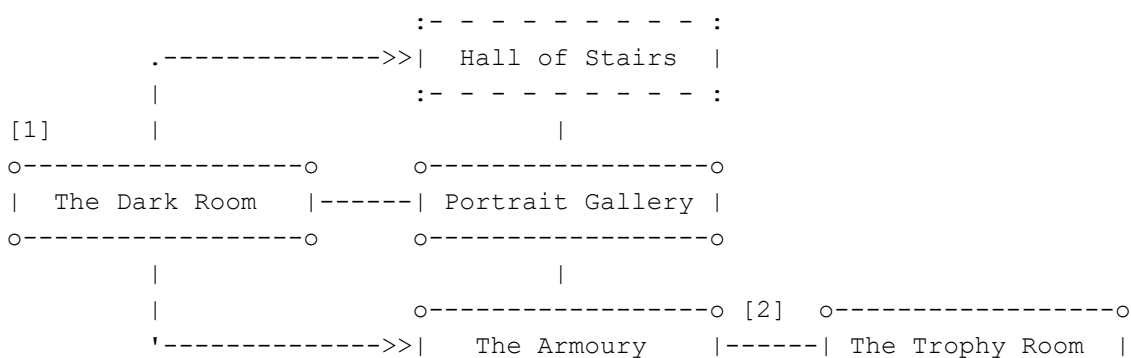 Hall of Stairs
[1]
The Dark Room
Portrait Gallery
[2]
The Armoury
The Trophy Room